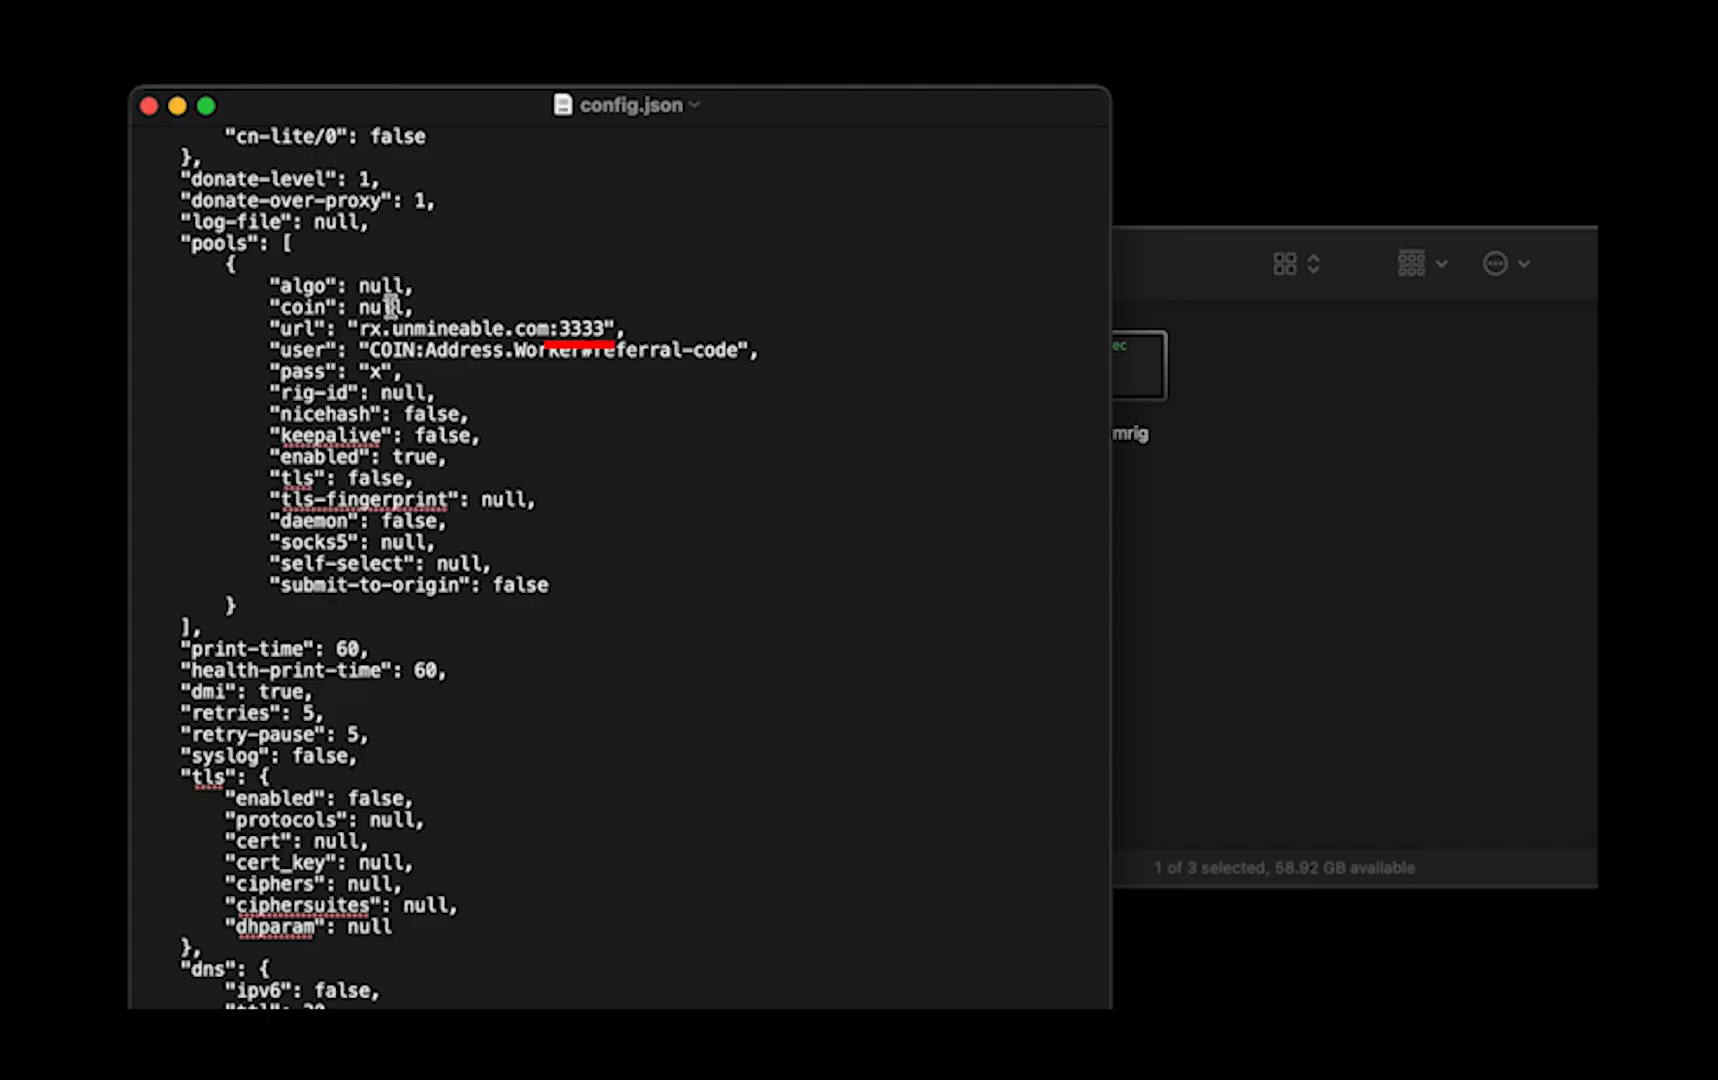 config.json
"cn-lite/0": false
},
"donate-level": 1,
"donate-over-proxy": 1,
"log-file": null,
"pools": [
{
"algo": null,
"coin": null,
"url": "rx.unmineable.com:3333",
"user": "COIN:Address.Worker#referral-code",
"pass": "x",
"rig-id": null,
"nicehash": false,
"keepalive": false,
"enabled": true,
"tls": false,
"tls-fingerprint": null,
"daemon": false,
"socks5": null,
"self-select": null,
"submit-to-origin": false
}
],
"print-time": 60,
"health-print-time": 60,
"dmi": true,
"retries": 5,
"retry-pause": 5,
"syslog": false,
"tls": {
"enabled": false,
"protocols": null,
"cert": null,
"cert_key": null,
"ciphers": null,
"ciphersuites": null,
"dhparam": null
},
"dns": {
"ipv6": false,
ec
mrig
1 of 3 selected, 58.92 GB available